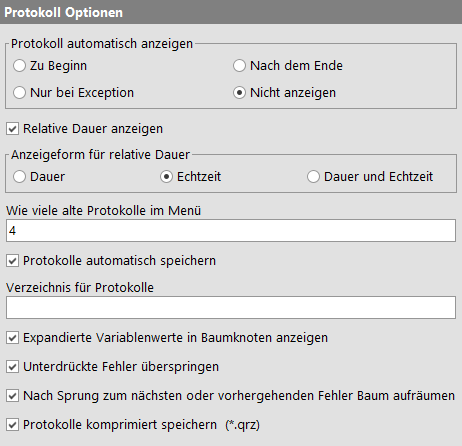 Protokoll Optionen
Protokoll automatisch anzeigen
Zu Beginn Nach dem Ende
Nur bei Exception Nicht anzeigen
Relative Dauer anzeigen
Anzeigeform für relative Dauer
Dauer Echtzeit Dauer und Echtzeit
Wie viele alte Protokolle im Menü
4
Protokolle automatisch speichern
Verzeichnis für Protokolle
Expandierte Variablenwerte in Baumknoten anzeigen
Unterdrückte Fehler überspringen
Nach Sprung zum nächsten oder vorhergehenden Fehler Baum aufräumen
Protokolle komprimiert speichern (*.qrz)